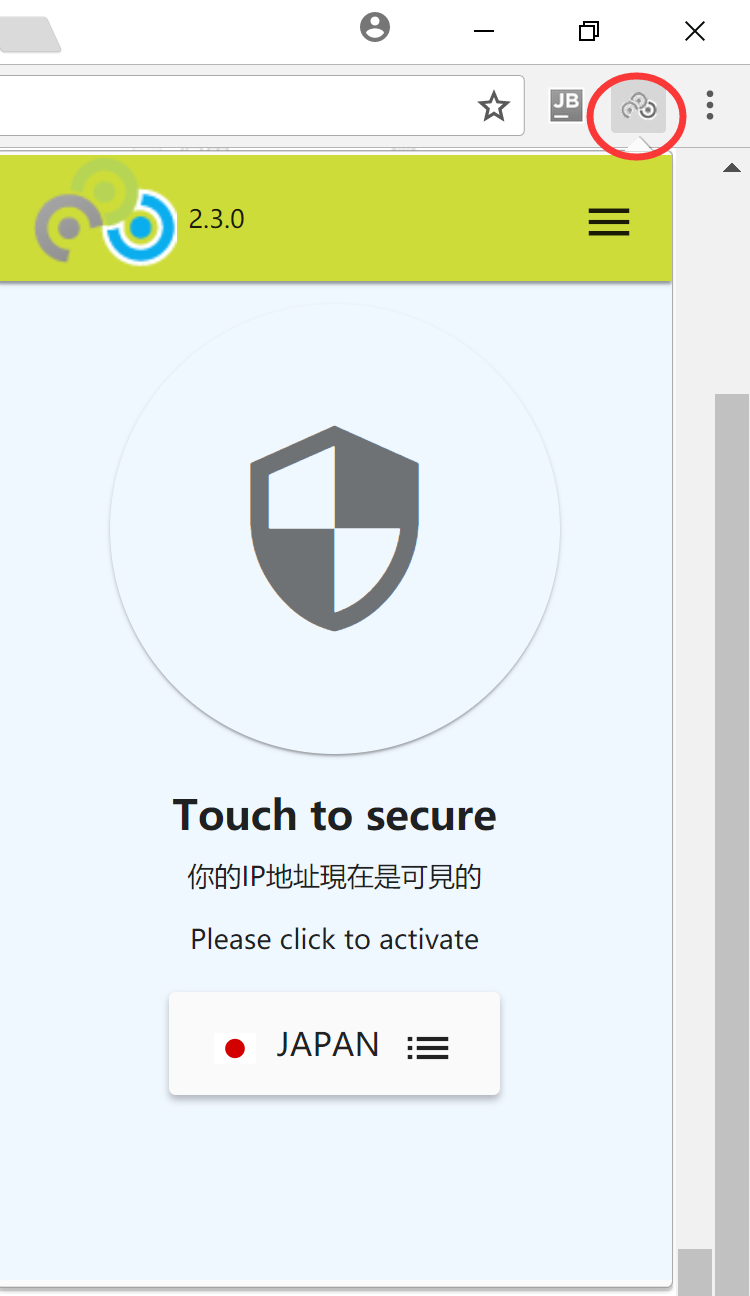 JB
2.3.0
Touch to secure
你的IP地址現在是可見的
Please click to activate
JAPAN